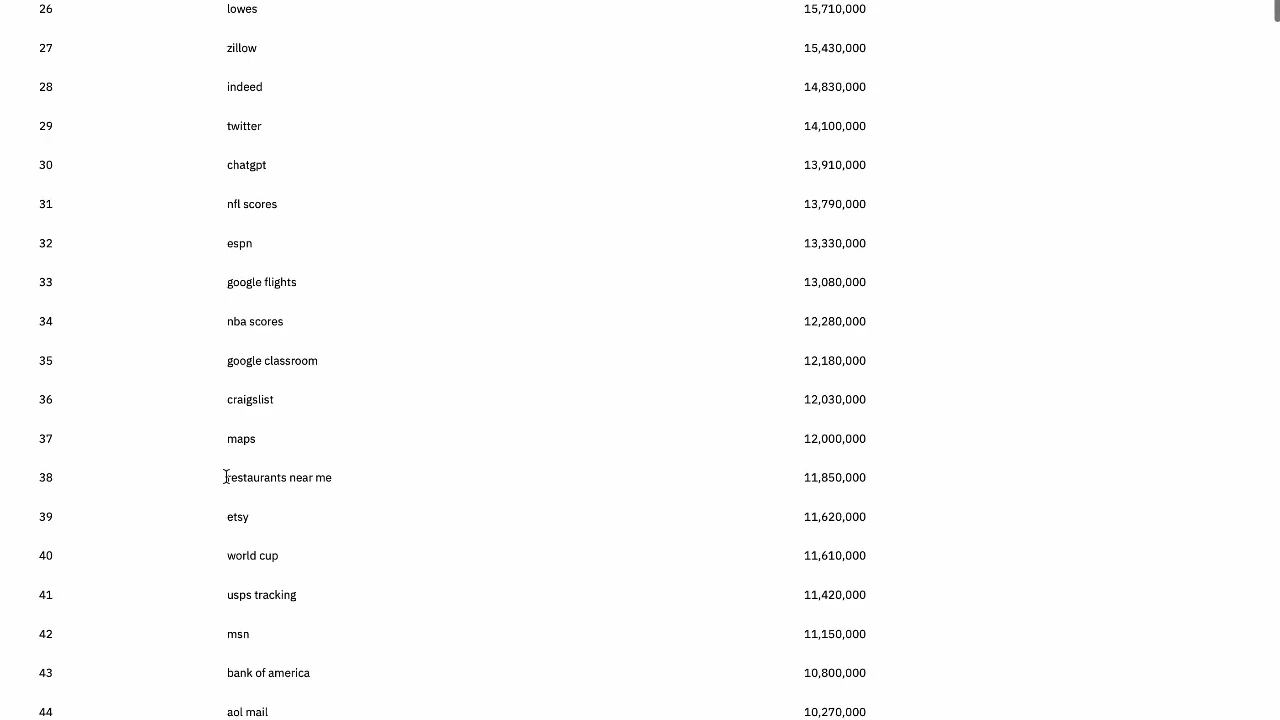 26 lowes 15,710,000
27 zillow 15,430,000
28 indeed 14,830,000
29 twitter 14,100,000
30 chatgpt 13,910,000
31 nfl scores 13,790,000
32 espn 13,330,000
33 google flights 13,080,000
34 nba scores 12,280,000
35 google classroom 12,180,000
36 craigslist 12,030,000
37 maps 12,000,000
38 restaurants near me 11,850,000
39 etsy 11,620,000
40 world cup 11,610,000
41 usps tracking 11,420,000
42 msn 11,150,000
43 bank of america 10,800,000
44 aol mail 10,270,000